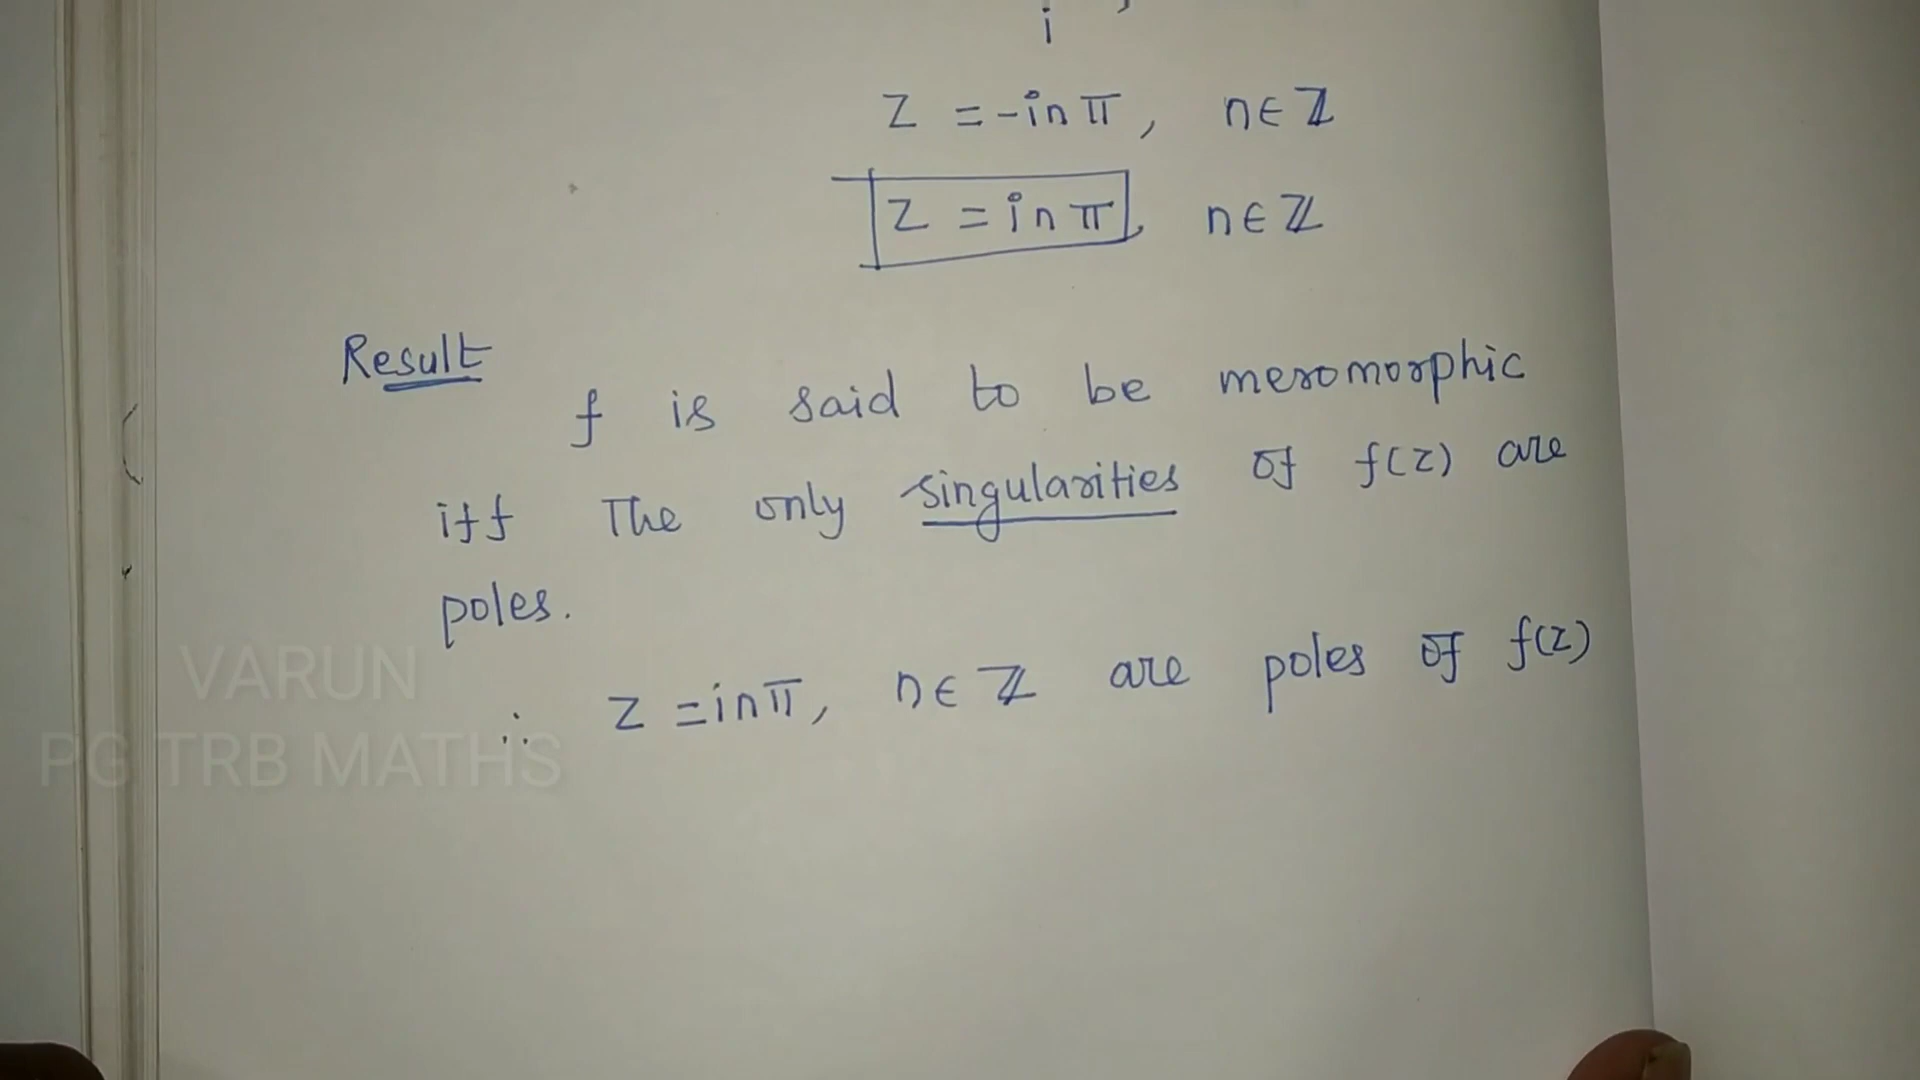 i ,
Z = -inπ, n∈ℤ
Z = inπ, n∈ℤ
Result
f is said to be meromorphic
iff The only singularities of f(z) are
poles.
∴ Z = inπ, n∈ℤ are poles of f(z)
VARUN
PG TRB MATHS